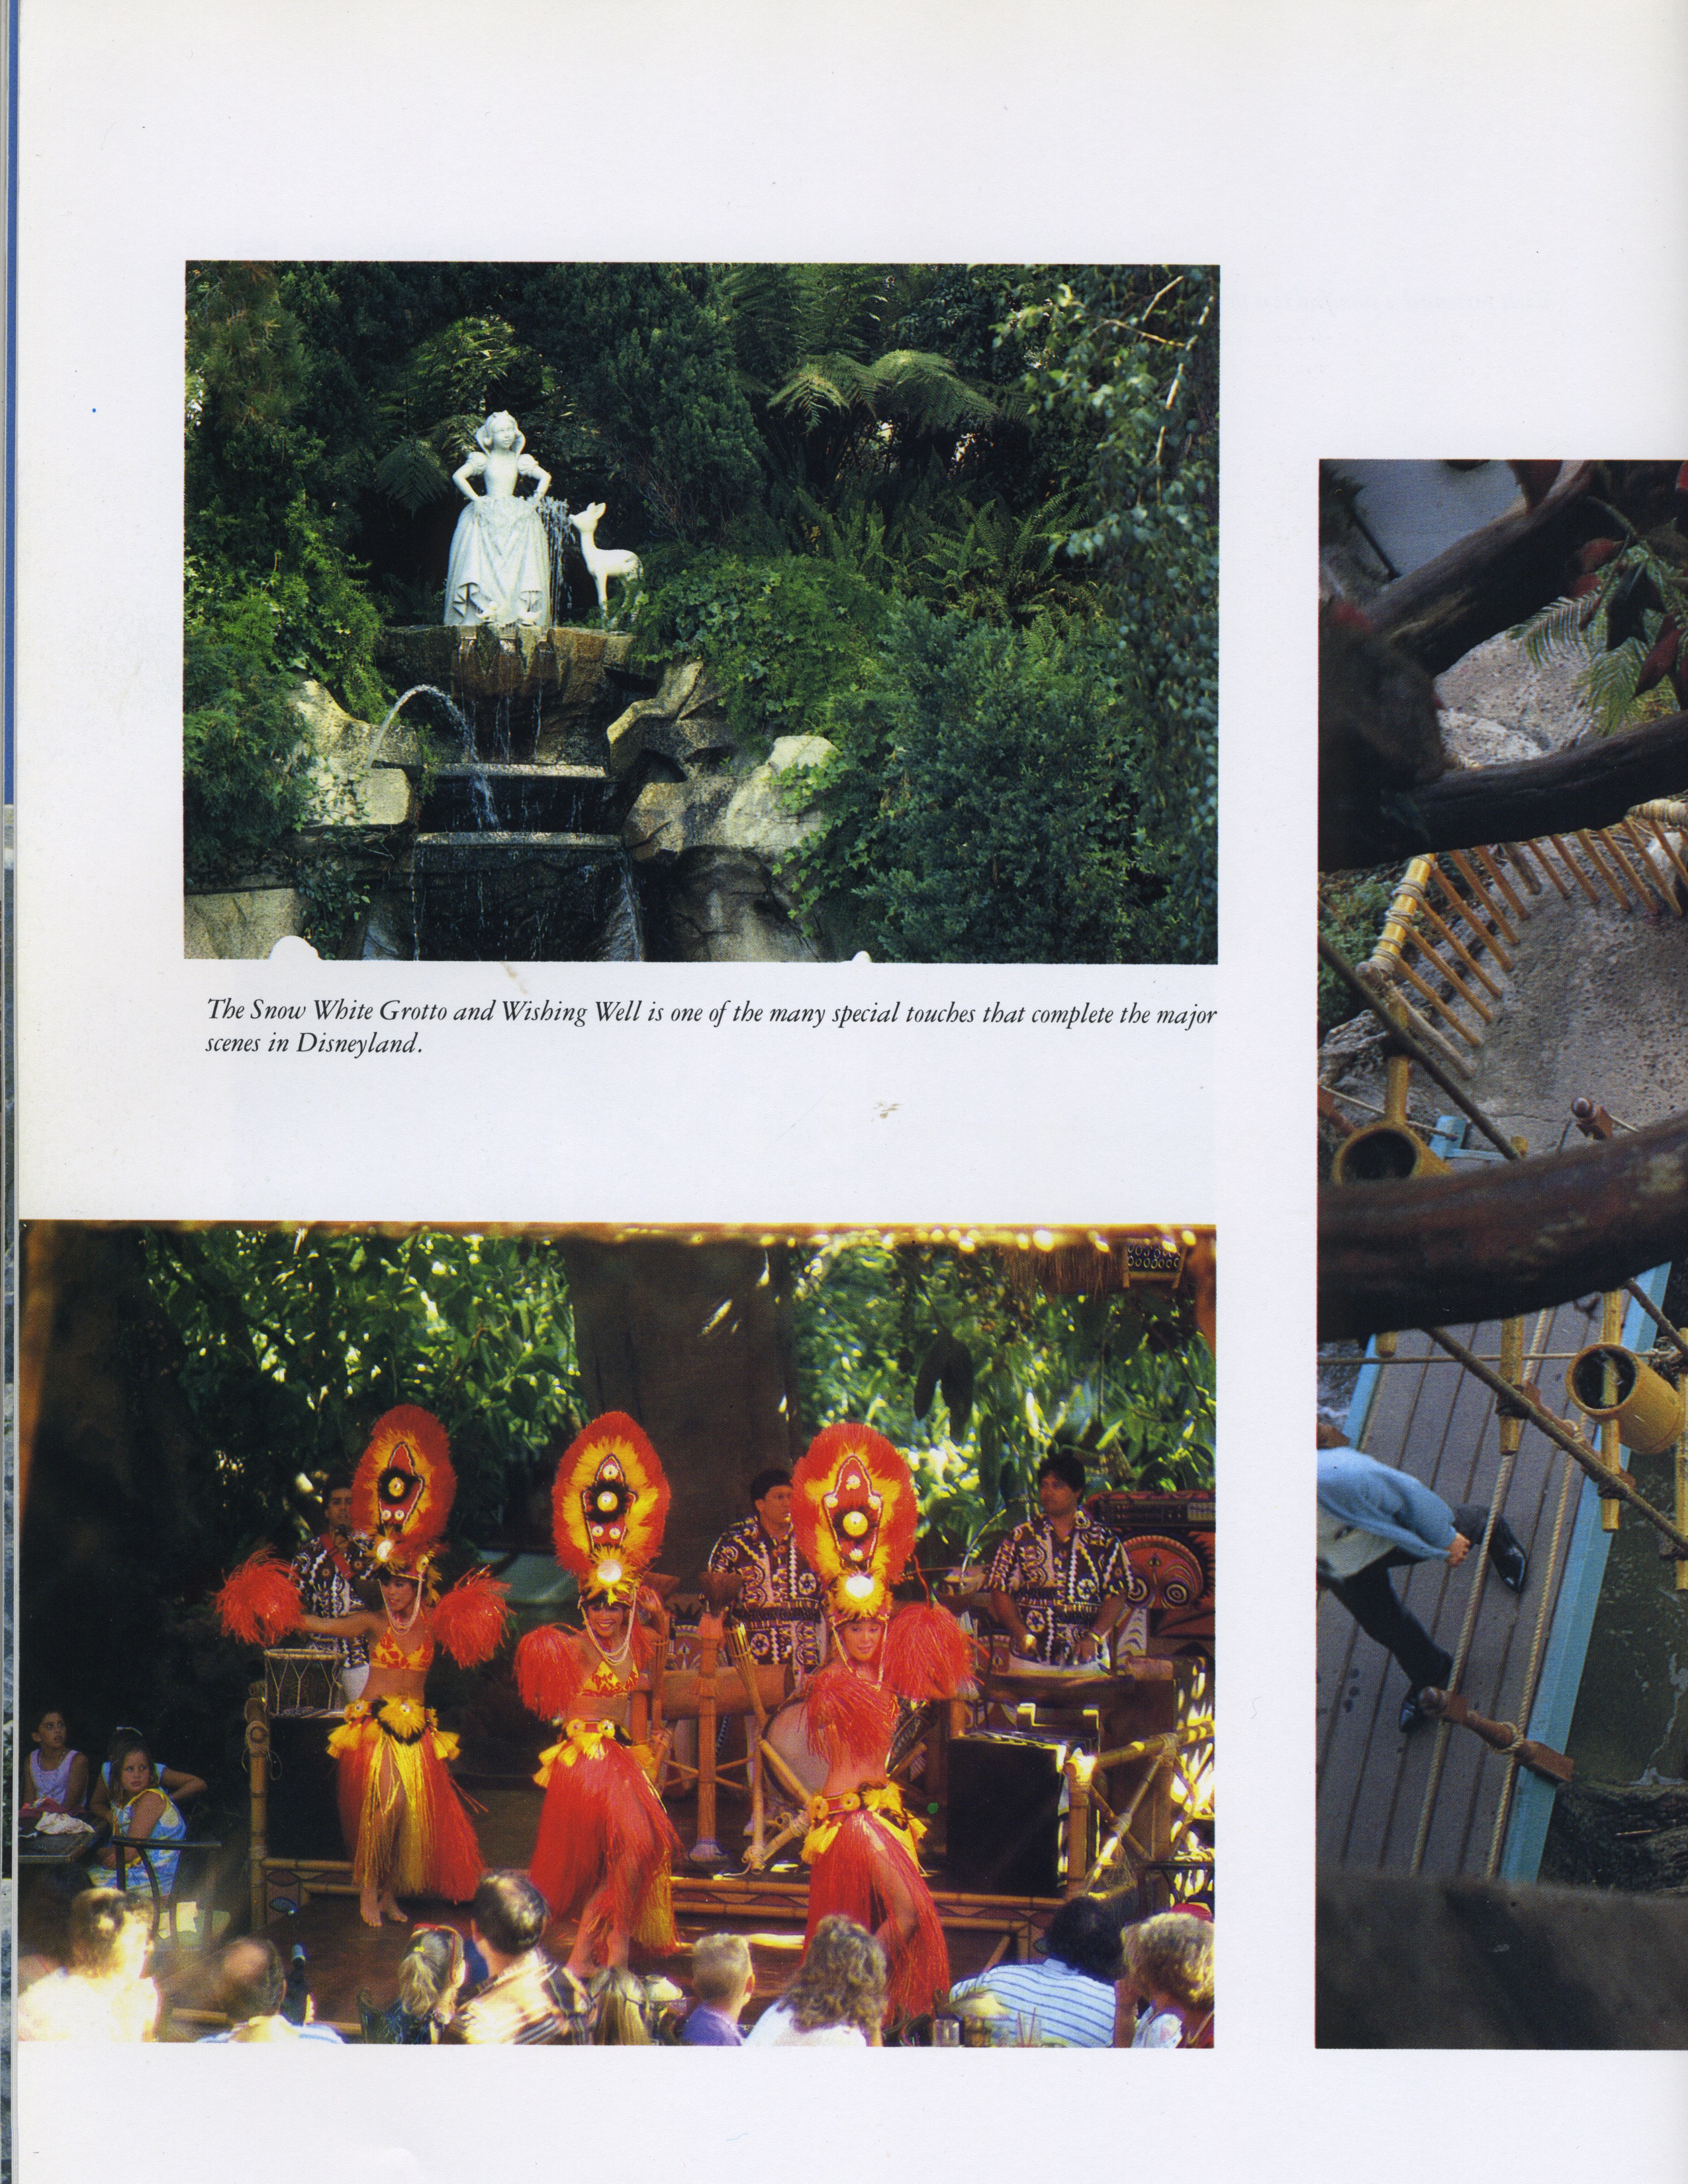 The Snow White Grotto and Wishing Well is one of the many special touches that complete the major
scenes in Disneyland.